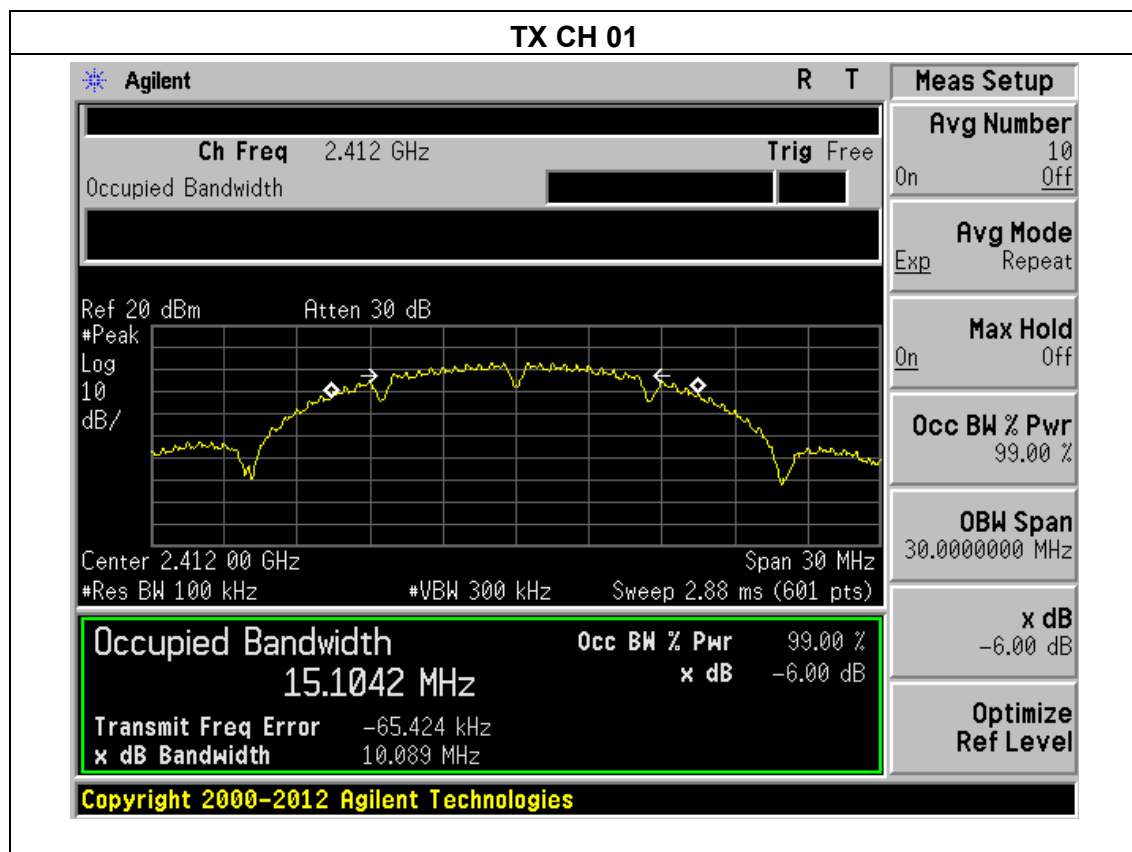 TX CH 01
Agilent R T
Ch Freq 2.412 GHz Trig Free
Occupied Bandwidth
Ref 20 dBm Atten 30 dB
#Peak
Log
10
dB/
Center 2.412 00 GHz Span 30 MHz
#Res BW 100 kHz #VBW 300 kHz Sweep 2.88 ms (601 pts)
Occupied Bandwidth Occ BW % Pwr 99.00 %
15.1042 MHz x dB -6.00 dB
Transmit Freq Error -65.424 kHz
x dB Bandwidth 10.089 MHz
Copyright 2000-2012 Agilent Technologies
Meas Setup
Avg Number
10
On Off
Avg Mode
Exp Repeat
Max Hold
On Off
Occ BW % Pwr
99.00 %
OBW Span
30.0000000 MHz
x dB
-6.00 dB
Optimize
Ref Level